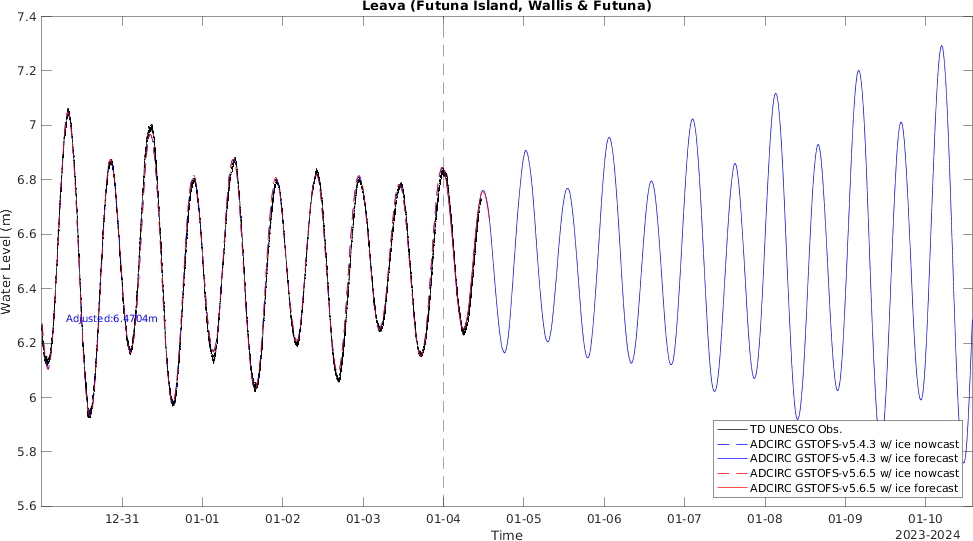 Leava (Futuna Island, Wallis & Futuna)
7.4
7.2
7
6.8
6.6
6.4
6.2
6
5.8
5.6
Water Level (m)
Adjusted:6.4704m
TD UNESCO Obs.
ADCIRC GSTOFS-v5.4.3 w/ ice nowcast
ADCIRC GSTOFS-v5.4.3 w/ ice forecast
ADCIRC GSTOFS-v5.6.5 w/ ice nowcast
ADCIRC GSTOFS-v5.6.5 w/ ice forecast
12-31 01-01 01-02 01-03 01-04 01-05 01-06 01-07 01-08 01-09 01-10
Time
2023-2024